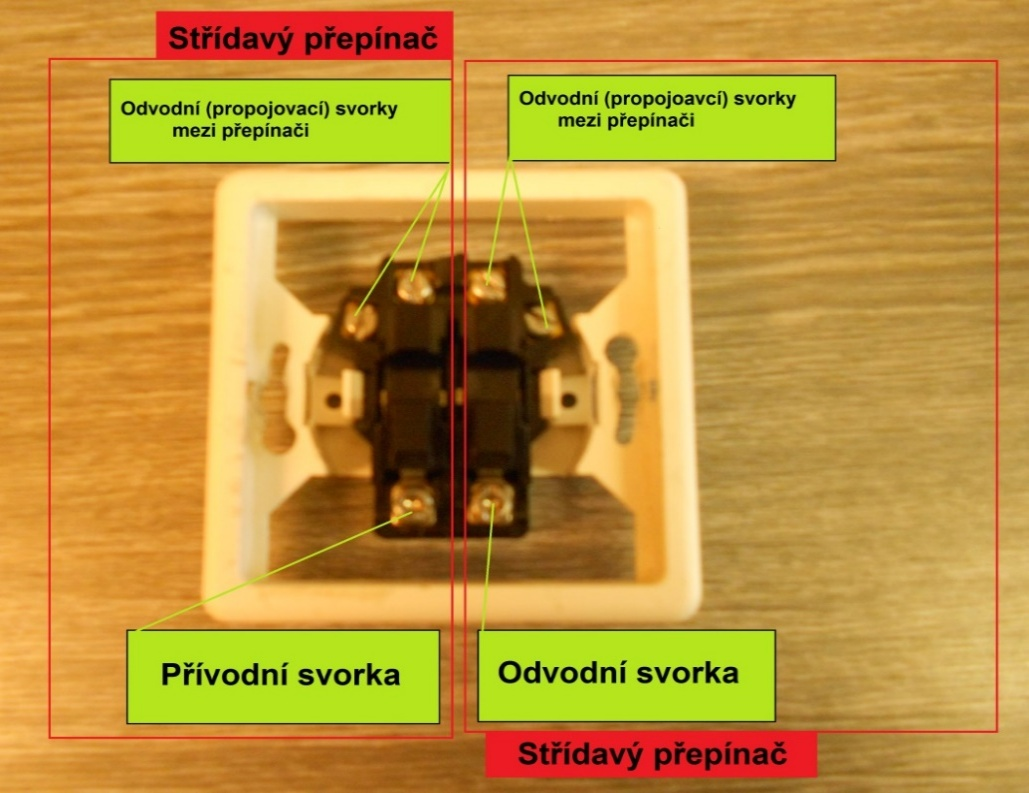 Střídavý přepínač
Odvodní (propojovací) svorky
mezi přepínači
Odvodní (propojoavcí) svorky
mezi přepínači
Přívodní svorka
Odvodní svorka
Střídavý přepínač